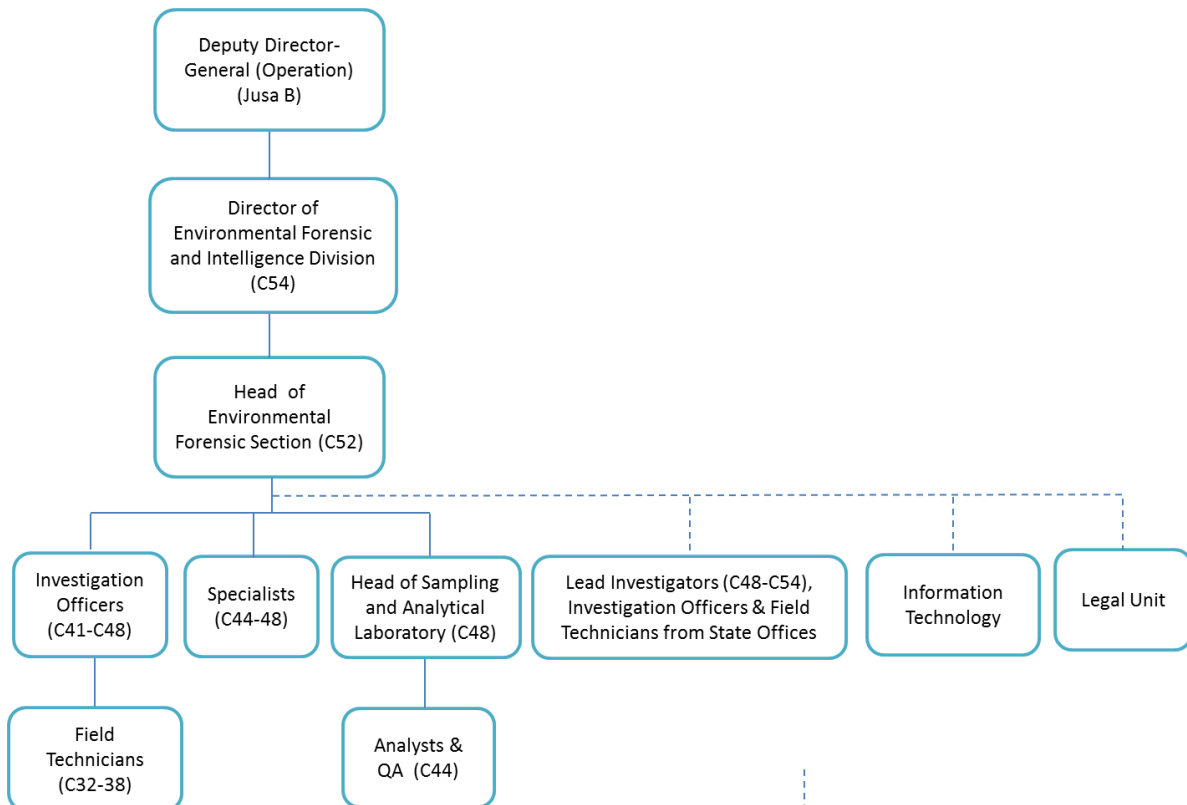 Deputy Director-
General (Operation)
(Jusa B)
Director of
Environmental Forensic
and Intelligence Division
(C54)
Head of
Environmental
Forensic Section (C52)
Investigation
Officers
(C41-C48)
Specialists
(C44-48)
Head of Sampling
and Analytical
Laboratory (C48)
Lead Investigators (C48-C54),
Investigation Officers & Field
Technicians from State Offices
Information
Technology
Legal Unit
Field
Technicians
(C32-38)
Analysts &
QA (C44)